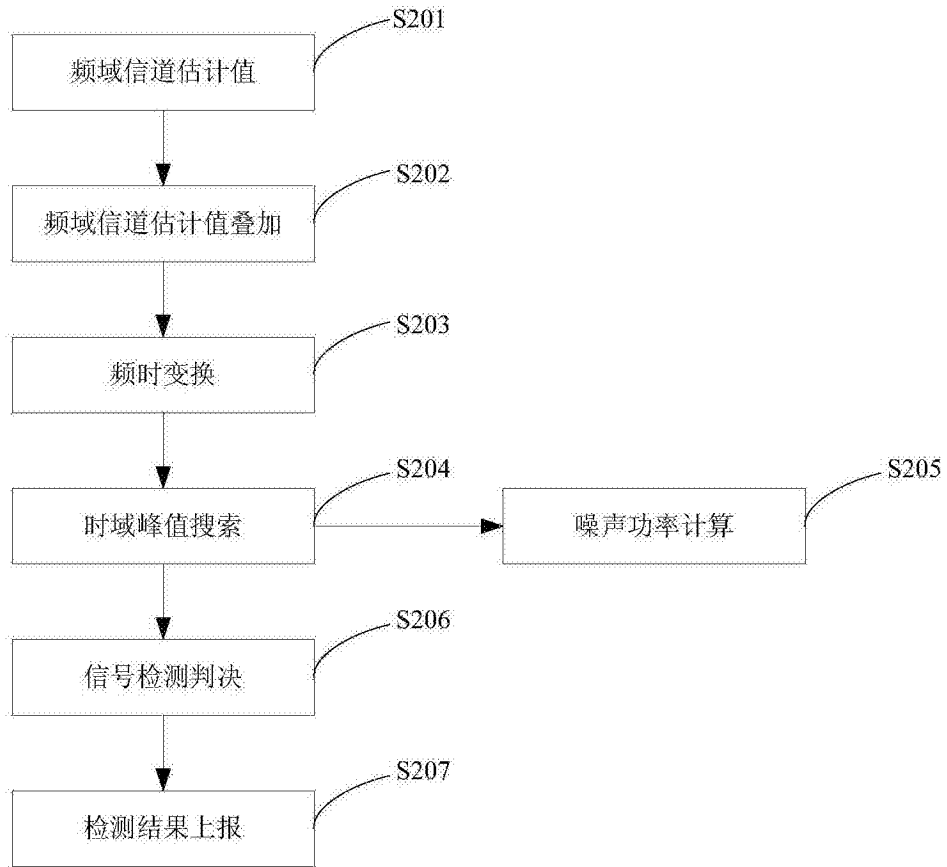 S201
频域信道估计值
S202
频域信道估计值叠加
S203
频时变换
S204
时域峰值搜索
S205
噪声功率计算
S206
信号检测判决
S207
检测结果上报